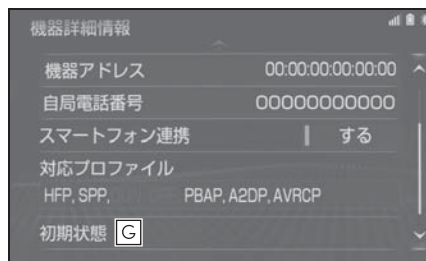 機器詳細情報
機器アドレス 00:00:00:00:00:00
自局電話番号 00000000000
スマートフォン連携 する
対応プロファイル
HFP, SPP, PBAP, A2DP, AVRCP
初期状態 G